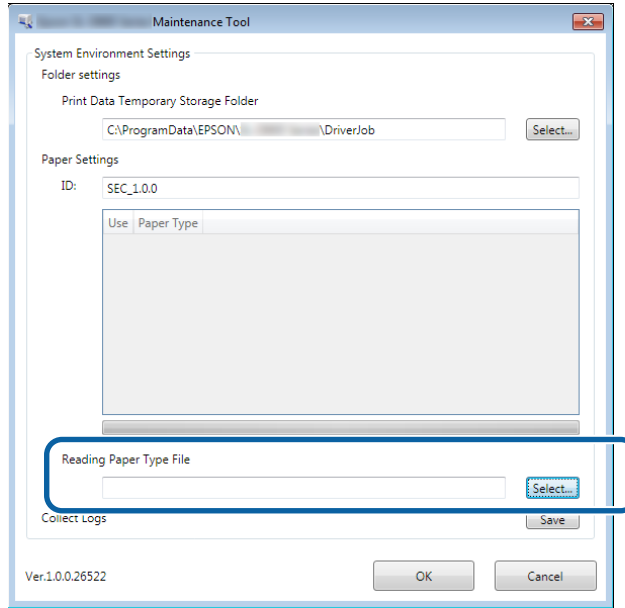 Maintenance Tool
System Environment Settings
Folder settings
Print Data Temporary Storage Folder
C:\ProgramData\EPSON\ \DriverJob
Select...
Paper Settings
ID:
SEC_1.0.0
Use Paper Type
Reading Paper Type File
Select...
Collect Logs
Save
Ver.1.0.0.26522
OK
Cancel